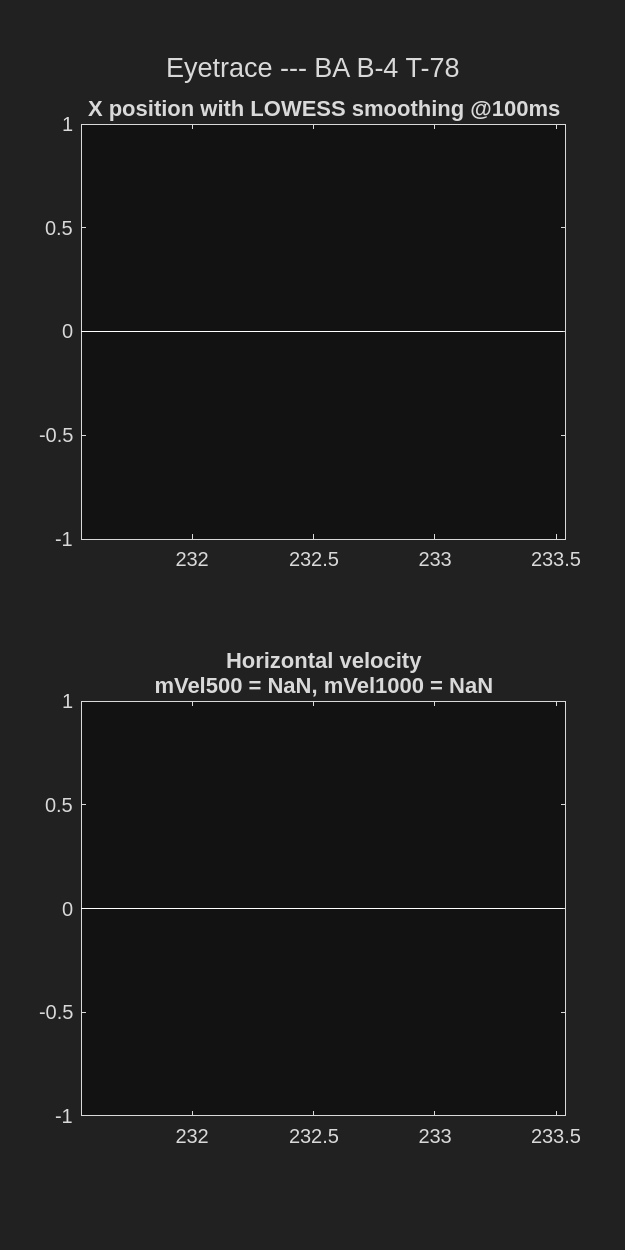 Eyetrace --- BA B-4 T-78
X position with LOWESS smoothing @100ms
1
0.5
0
-0.5
-1
232 232.5 233 233.5
Horizontal velocity
mVel500 = NaN, mVel1000 = NaN
1
0.5
0
-0.5
-1
232 232.5 233 233.5